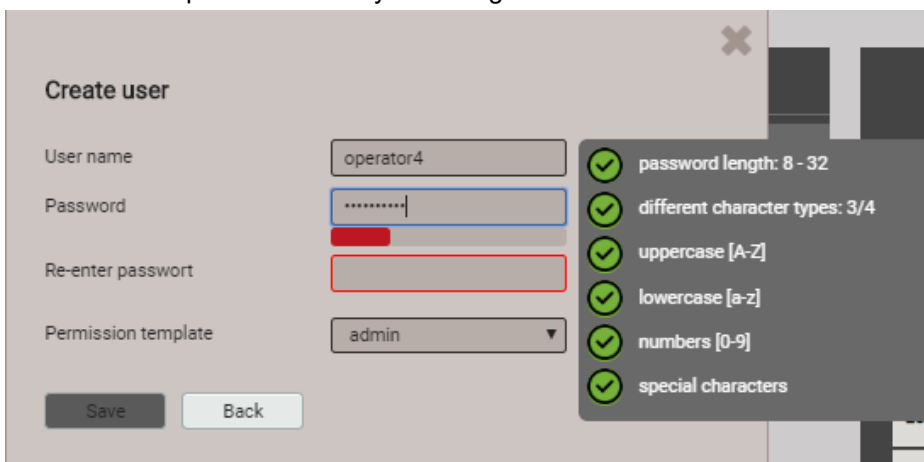 Create user
User name
operator4
Password
••••••••••
Re-enter passwort
Permission template
admin
Save
Back
password length: 8 - 32
different character types: 3/4
uppercase [A-Z]
lowercase [a-z]
numbers [0-9]
special characters